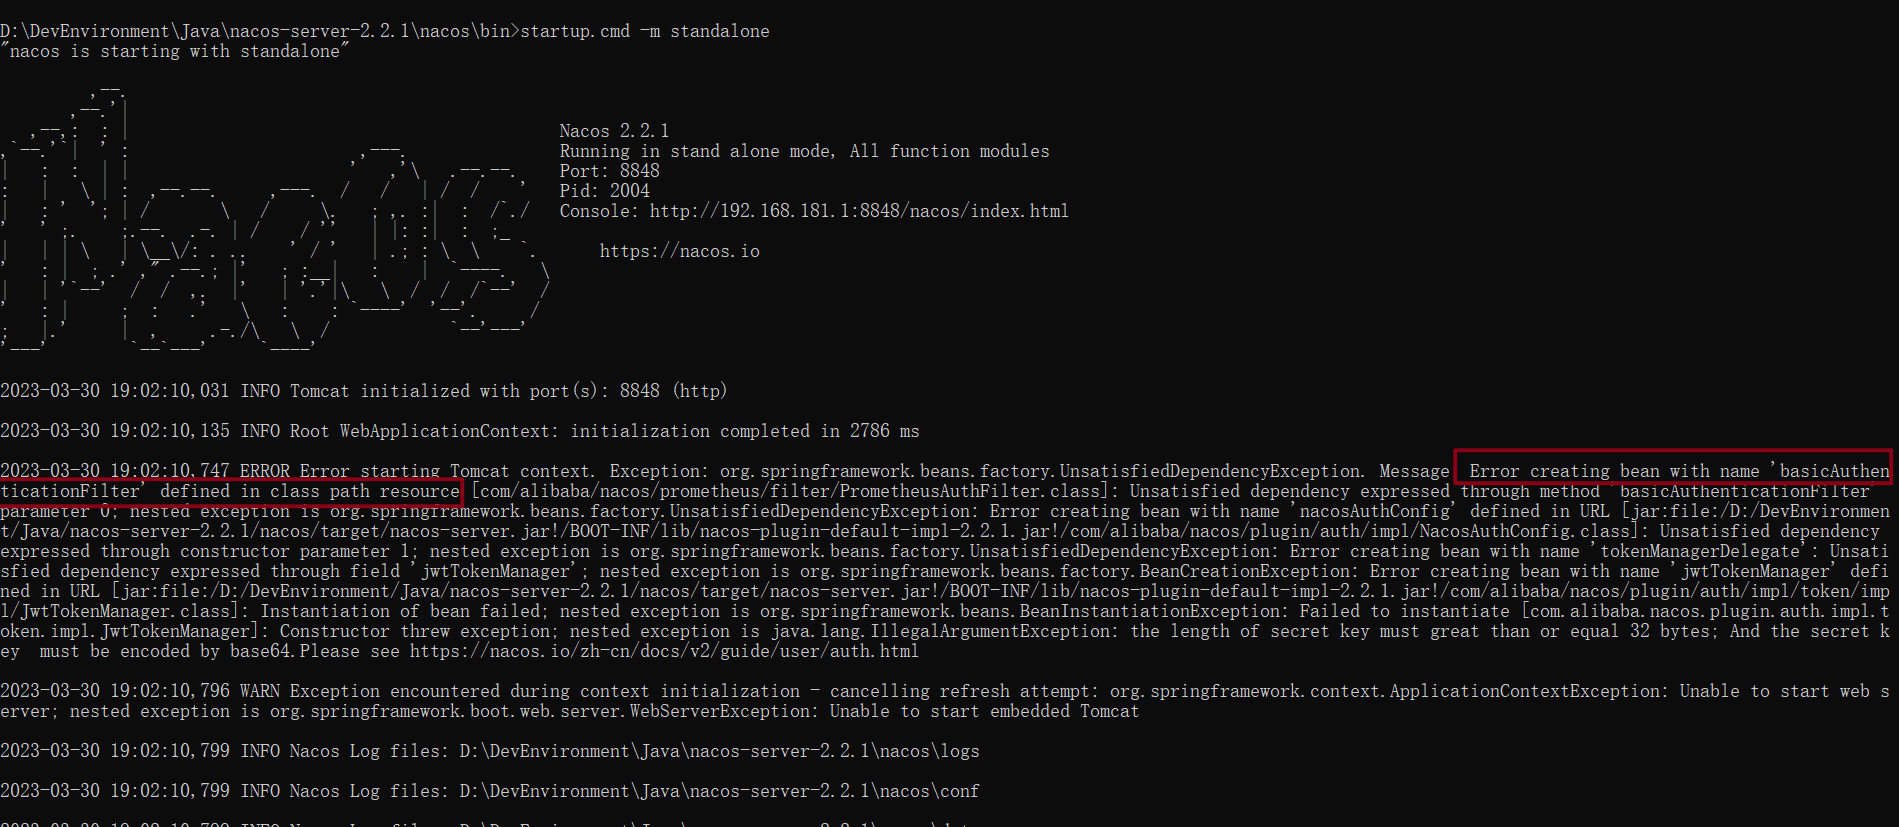 D:\DevEnvironment\Java\nacos-server-2.2.1\nacos\bin>startup.cmd -m standalone
"nacos is starting with standalone"
Nacos 2.2.1
Running in stand alone mode, All function modules
Port: 8848
Pid: 2004
Console: http://192.168.181.1:8848/nacos/index.html
https://nacos.io
2023-03-30 19:02:10,031 INFO Tomcat initialized with port(s): 8848 (http)
2023-03-30 19:02:10,135 INFO Root WebApplicationContext: initialization completed in 2786 ms
2023-03-30 19:02:10,747 ERROR Error starting Tomcat context. Exception: org.springframework.beans.factory.UnsatisfiedDependencyException. Message: Error creating bean with name 'basicAuthen
ticationFilter' defined in class path resource [com/alibaba/nacos/prometheus/filter/PrometheusAuthFilter.class]: Unsatisfied dependency expressed through method 'basicAuthenticationFilter'
parameter 0; nested exception is org.springframework.beans.factory.UnsatisfiedDependencyException: Error creating bean with name 'nacosAuthConfig' defined in URL [jar:file:/D:/DevEnvironmen
t/Java/nacos-server-2.2.1/nacos/target/nacos-server.jar!/BOOT-INF/lib/nacos-plugin-default-impl-2.2.1.jar!/com/alibaba/nacos/plugin/auth/impl/NacosAuthConfig.class]: Unsatisfied dependency
expressed through constructor parameter 1; nested exception is org.springframework.beans.factory.UnsatisfiedDependencyException: Error creating bean with name 'tokenManagerDelegate': Unsati
sfied dependency expressed through field 'jwtTokenManager'; nested exception is org.springframework.beans.factory.BeanCreationException: Error creating bean with name 'jwtTokenManager' defi
ned in URL [jar:file:/D:/DevEnvironment/Java/nacos-server-2.2.1/nacos/target/nacos-server.jar!/BOOT-INF/lib/nacos-plugin-default-impl-2.2.1.jar!/com/alibaba/nacos/plugin/auth/impl/token/imp
l/JwtTokenManager.class]: Instantiation of bean failed; nested exception is org.springframework.beans.BeanInstantiationException: Failed to instantiate [com.alibaba.nacos.plugin.auth.impl.t
oken.impl.JwtTokenManager]: Constructor threw exception; nested exception is java.lang.IllegalArgumentException: the length of secret key must great than or equal 32 bytes; And the secret k
ey  must be encoded by base64.Please see https://nacos.io/zh-cn/docs/v2/guide/user/auth.html
2023-03-30 19:02:10,796 WARN Exception encountered during context initialization - cancelling refresh attempt: org.springframework.context.ApplicationContextException: Unable to start web s
erver; nested exception is org.springframework.boot.web.server.WebServerException: Unable to start embedded Tomcat
2023-03-30 19:02:10,799 INFO Nacos Log files: D:\DevEnvironment\Java\nacos-server-2.2.1\nacos\logs
2023-03-30 19:02:10,799 INFO Nacos Log files: D:\DevEnvironment\Java\nacos-server-2.2.1\nacos\conf